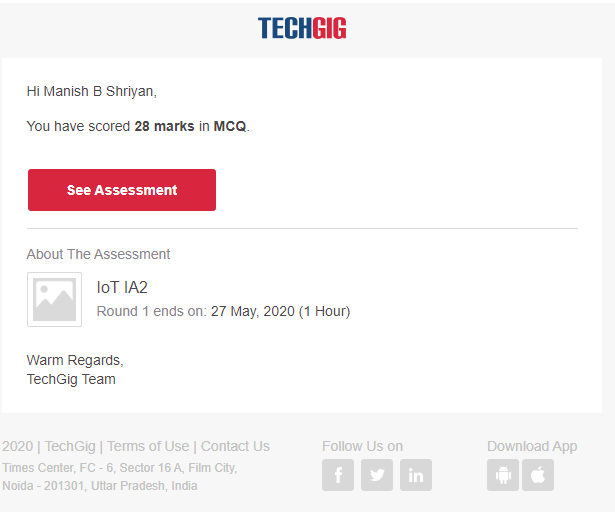 TECHGIG
Hi Manish B Shriyan,
You have scored 28 marks in MCQ.
See Assessment
About The Assessment
IoT IA2
Round 1 ends on: 27 May, 2020 (1 Hour)
Warm Regards,
TechGig Team
2020 | TechGig | Terms of Use | Contact Us
Times Center, FC - 6, Sector 16 A, Film City,
Noida - 201301, Uttar Pradesh, India
Follow Us on
Download App